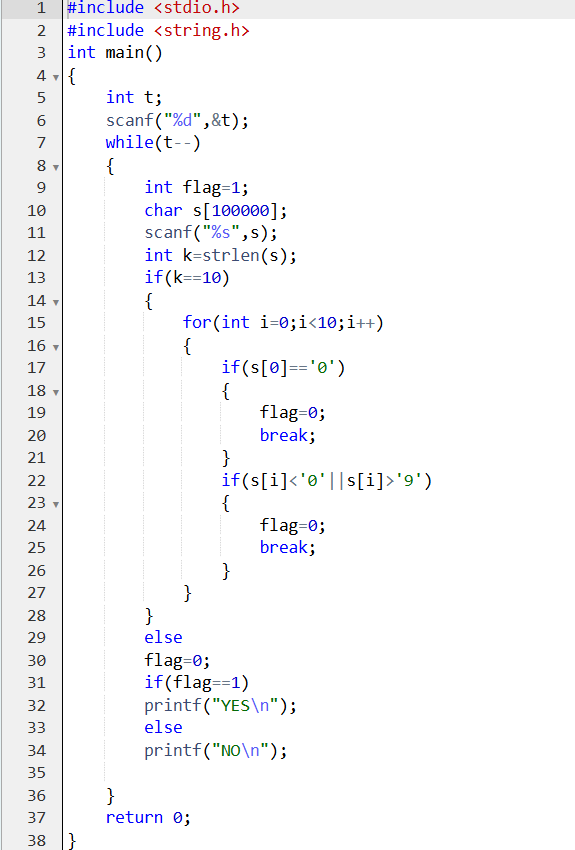 1 #include <stdio.h>
2 #include <string.h>
3 int main()
4 {
5     int t;
6     scanf("%d",&t);
7     while(t--)
8     {
9         int flag=1;
10         char s[100000];
11         scanf("%s",s);
12         int k=strlen(s);
13         if(k==10)
14         {
15             for(int i=0;i<10;i++)
16             {
17                 if(s[0]=='0')
18                 {
19                     flag=0;
20                     break;
21                 }
22                 if(s[i]<'0'||s[i]>'9')
23                 {
24                     flag=0;
25                     break;
26                 }
27             }
28         }
29         else
30         flag=0;
31         if(flag==1)
32         printf("YES\n");
33         else
34         printf("NO\n");
35
36     }
37     return 0;
38 }